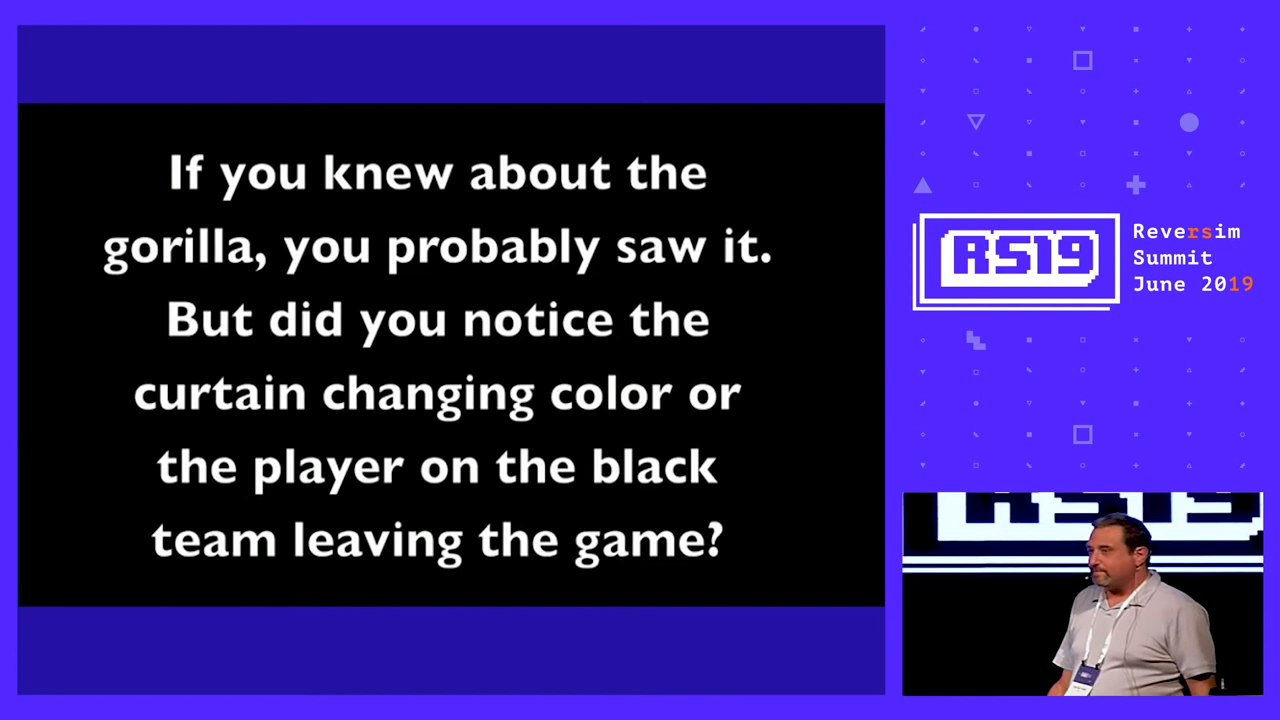 If you knew about the
gorilla, you probably saw it.
But did you notice the
curtain changing color or
the player on the black
team leaving the game?
RS19
Reversim
Summit
June 2019
RS19